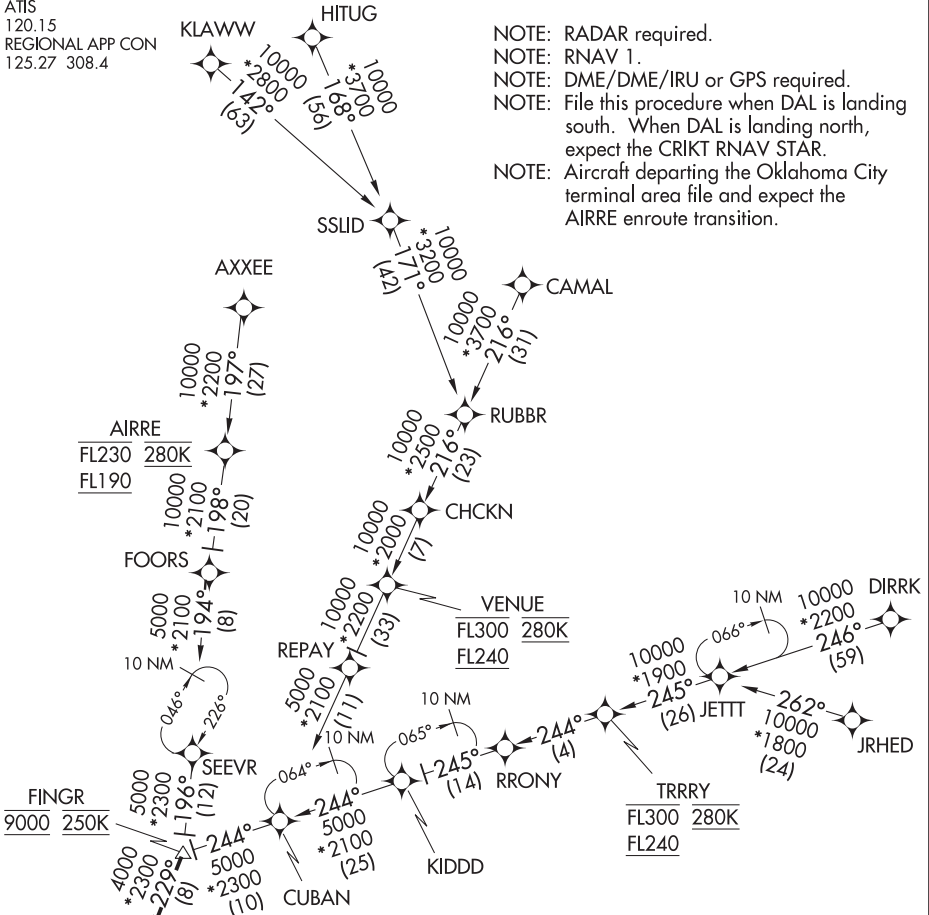 ATIS
120.15
REGIONAL APP CON
125.27 308.4
KLAWW
HITUG
NOTE: RADAR required.
NOTE: RNAV 1.
NOTE: DME/DME/IRU or GPS required.
NOTE: File this procedure when DAL is landing
south. When DAL is landing north,
expect the CRIKT RNAV STAR.
NOTE: Aircraft departing the Oklahoma City
terminal area file and expect the
AIRRE enroute transition.
10000
*2800
142°
(63)
10000
*3700
168°
(56)
SSLID
10000
*3200
171°
(42)
AXXEE
CAMAL
10000
*3700
216°
(31)
10000
*2200
197°
(27)
RUBBR
AIRRE
FL230 280K
FL190
10000
*2500
216°
(23)
10000
*2100
198°
(20)
CHCKN
10000
*2000
(7)
FOORS
VENUE
FL300 280K
FL240
5000
*2100
194°
(8)
10000
*2200
(33)
REPAY
5000
*2100
(11)
10 NM
046°
226°
SEEVR
DIRRK
10000
*2200
246°
(59)
10 NM
066°
JETTT
10000
*1900
245°
(26)
262°
10000
*1800
(24)
JRHED
TRRRY
FL300 280K
FL240
244°
(4)
RRONY
245°
(14)
10 NM
065°
KIDDD
244°
5000
*2100
(25)
10 NM
064°
CUBAN
244°
5000
*2300
(10)
5000
*2300
196°
(12)
FINGR
9000 250K
4000
*2300
229°
(8)